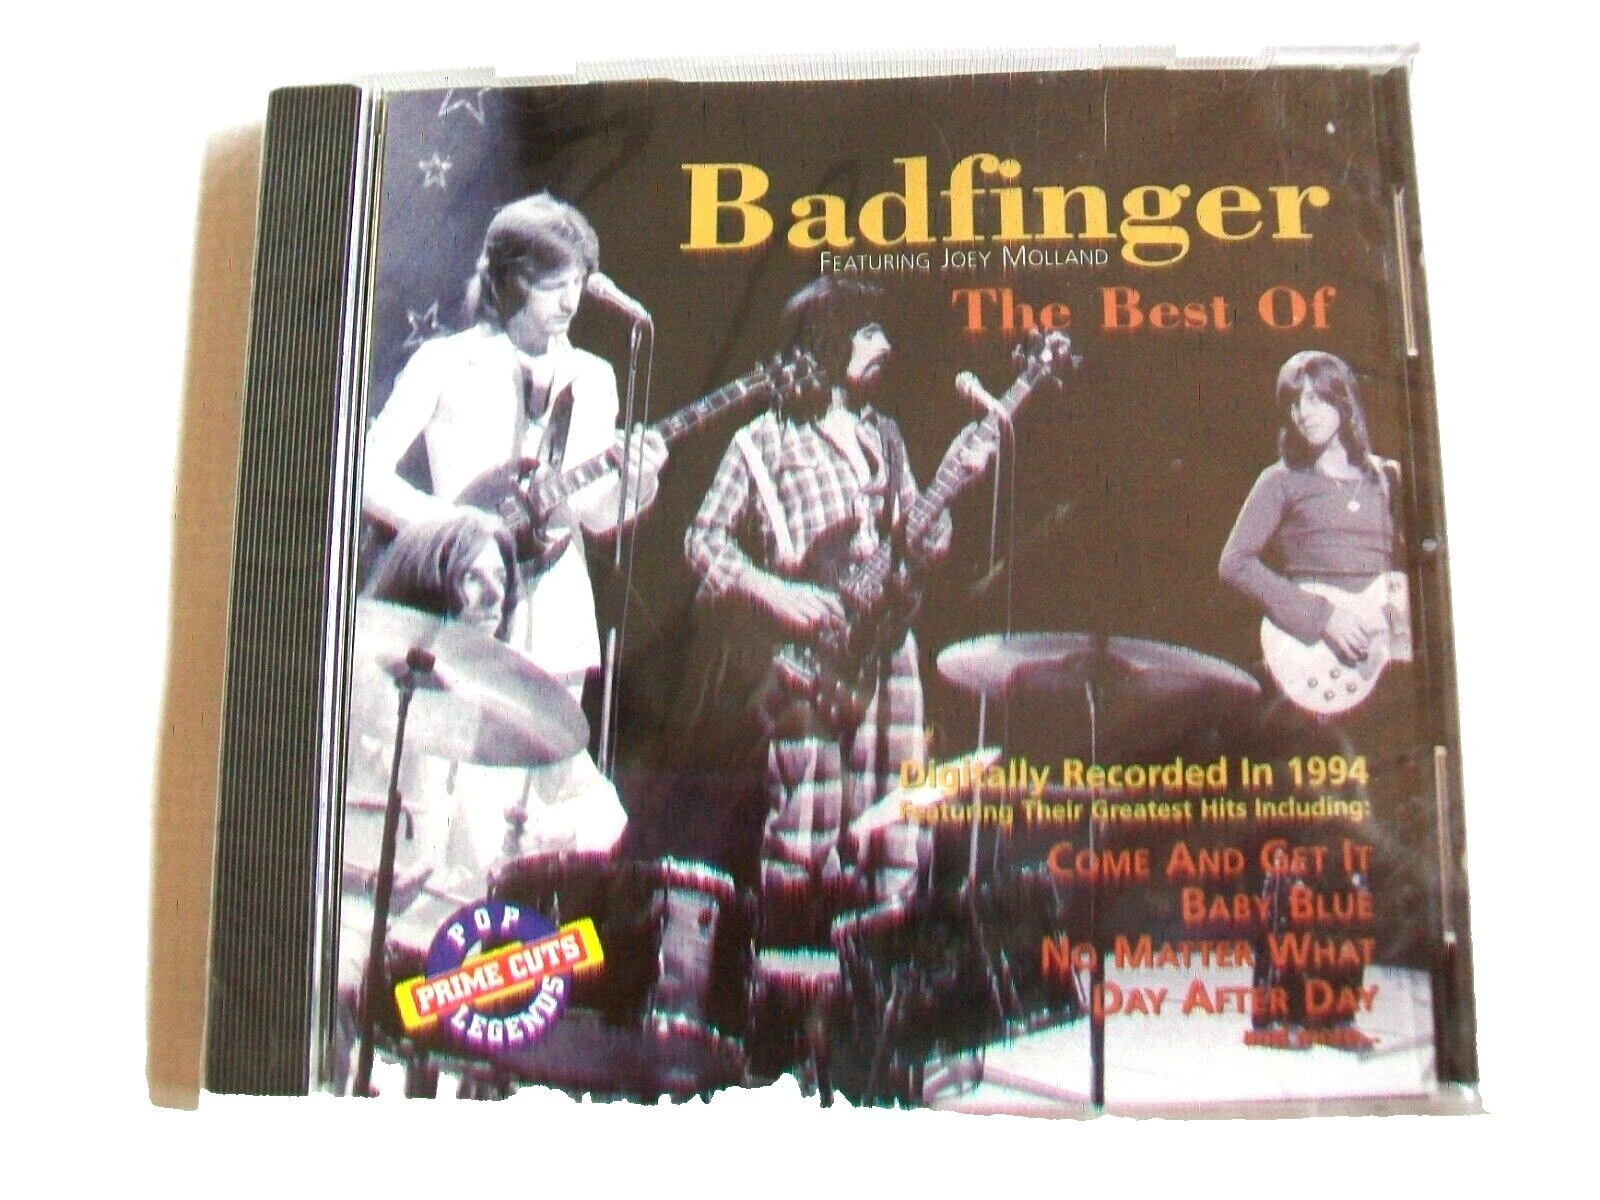 Badfinger
FEATURING JOEY MOLLAND
The Best Of
Digitally Recorded In 1994
Featuring Their Greatest Hits Including:
COME AND GET IT
BABY BLUE
NO MATTER WHAT
DAY AFTER DAY
and more...
POP
PRIME CUTS
LEGENDS